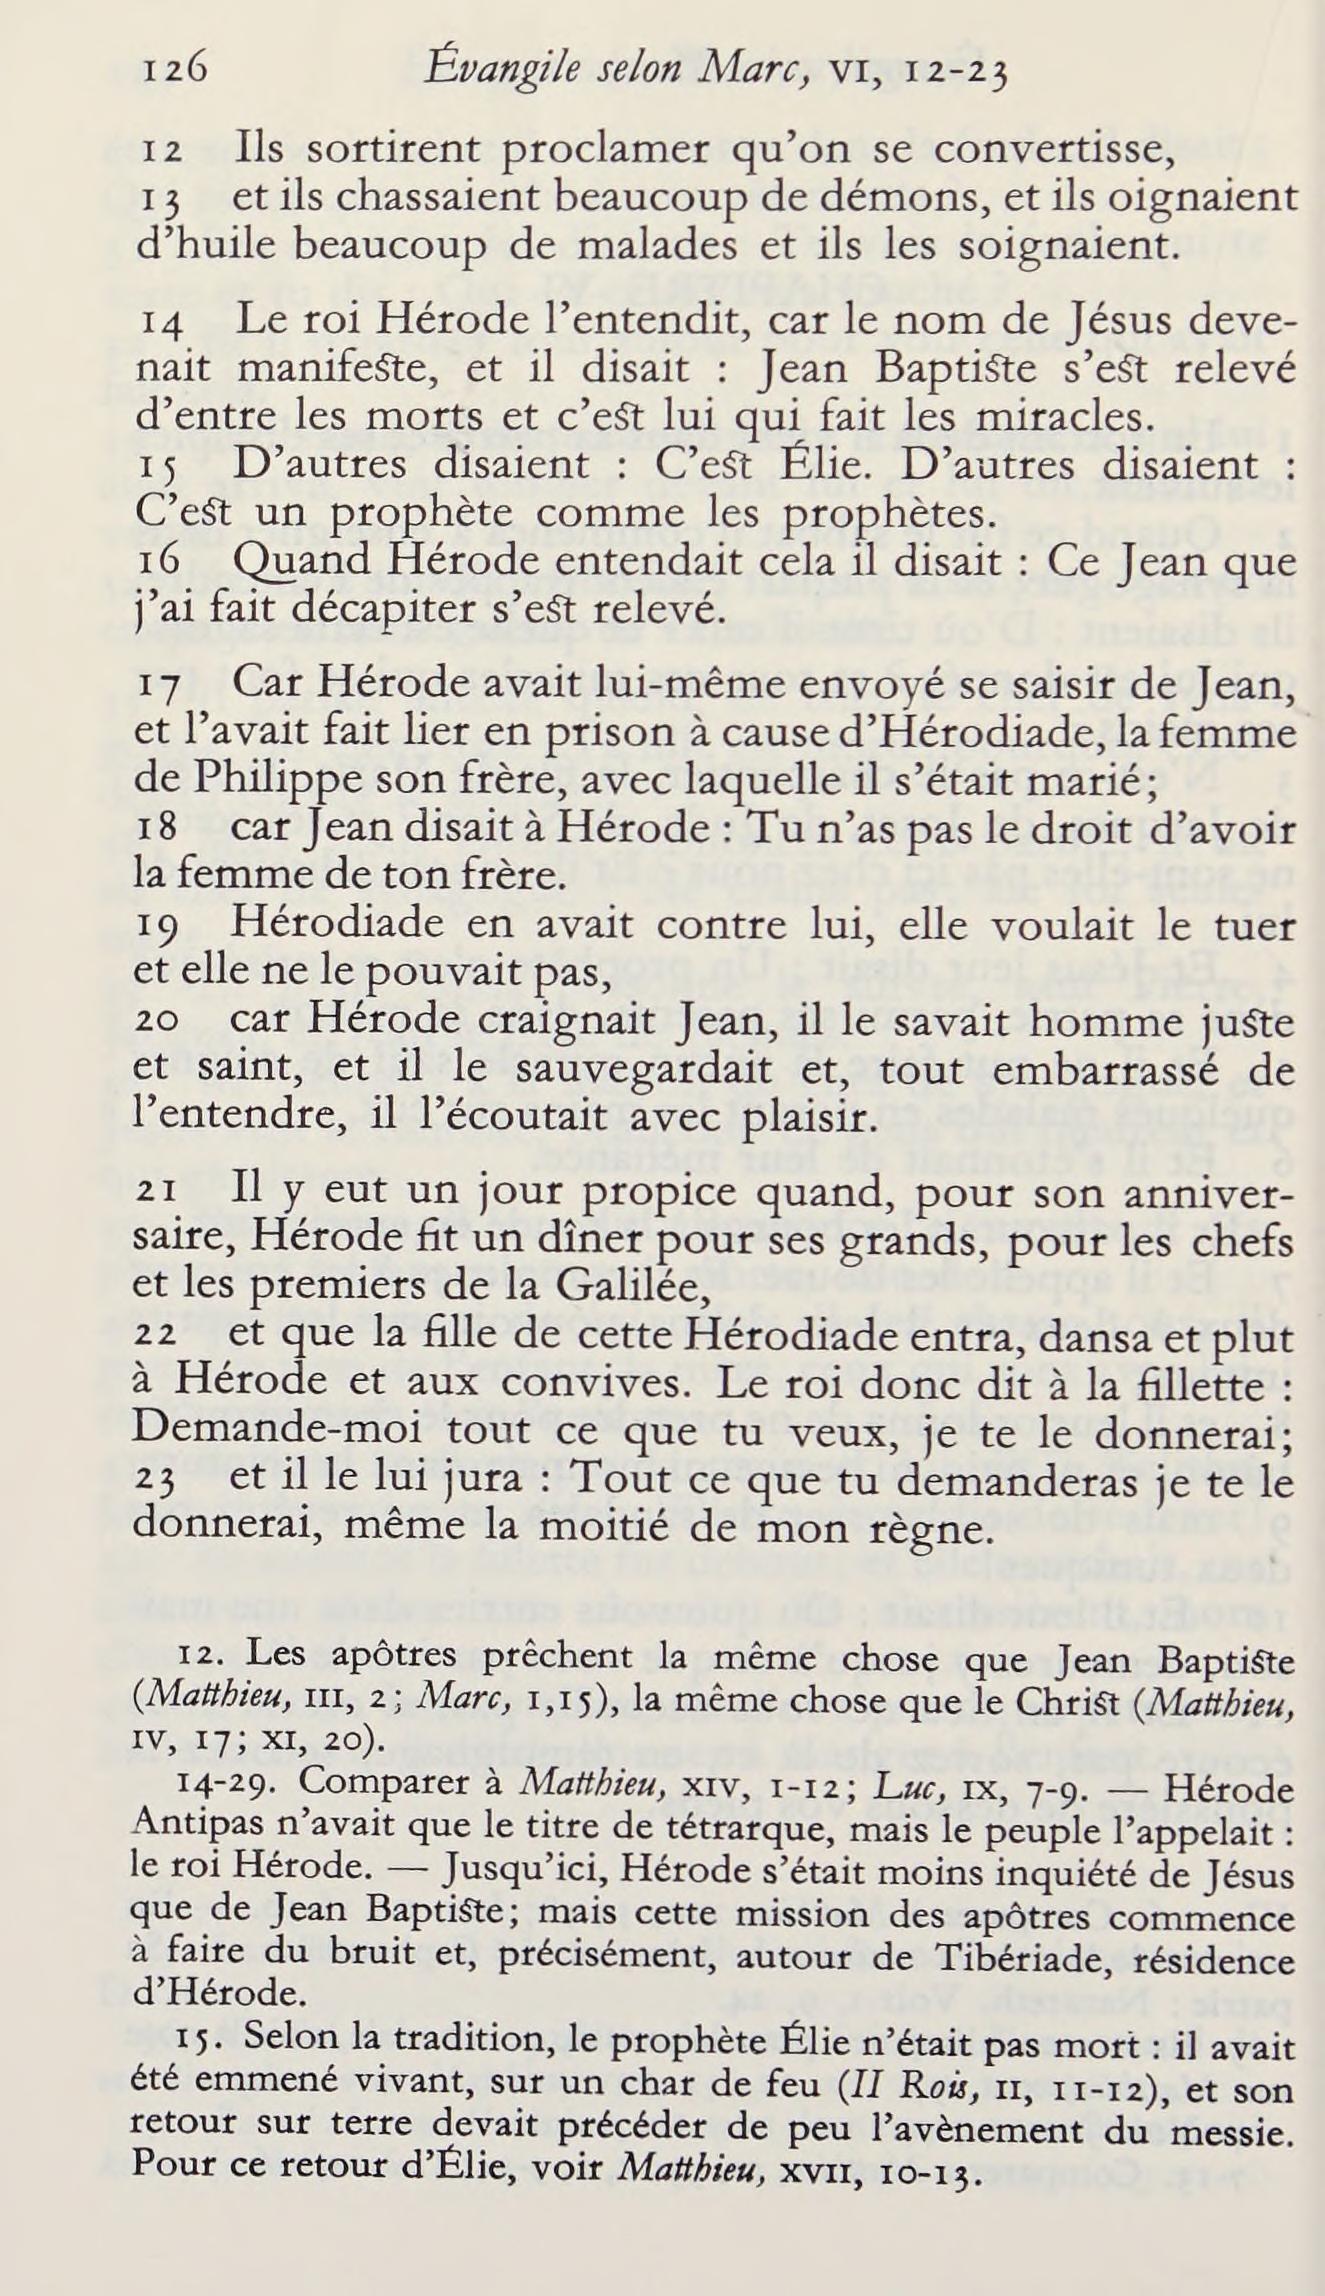 126 Évangile selon Marc, VI, 12-23
12 Ils sortirent proclamer qu’on se convertisse,
13 et ils chassaient beaucoup de démons, et ils oignaient
d’huile beaucoup de malades et ils les soignaient.
14 Le roi Hérode l’entendit, car le nom de Jésus deve-
nait manifeste, et il disait : Jean Baptiste s’est relevé
d’entre les morts et c’est lui qui fait les miracles.
15 D’autres disaient : C’est Élie. D’autres disaient :
C’est un prophète comme les prophètes.
16 Quand Hérode entendait cela il disait : Ce Jean que
j’ai fait décapiter s’est relevé.
17 Car Hérode avait lui-même envoyé se saisir de Jean,
et l’avait fait lier en prison à cause d’Hérodiade, la femme
de Philippe son frère, avec laquelle il s’était marié;
18 car Jean disait à Hérode : Tu n’as pas le droit d’avoir
la femme de ton frère.
19 Hérodiade en avait contre lui, elle voulait le tuer
et elle ne le pouvait pas,
20 car Hérode craignait Jean, il le savait homme juste
et saint, et il le sauvegardait et, tout embarrassé de
l’entendre, il l’écoutait avec plaisir.
21 Il y eut un jour propice quand, pour son anniver-
saire, Hérode fit un dîner pour ses grands, pour les chefs
et les premiers de la Galilée,
22 et que la fille de cette Hérodiade entra, dansa et plut
à Hérode et aux convives. Le roi donc dit à la fillette :
Demande-moi tout ce que tu veux, je te le donnerai;
23 et il le lui jura : Tout ce que tu demanderas je te le
donnerai, même la moitié de mon règne.
12. Les apôtres prêchent la même chose que Jean Baptiste
(Matthieu, III, 2; Marc, I,15), la même chose que le Christ (Matthieu,
IV, 17; XI, 20).
14-29. Comparer à Matthieu, XIV, 1-12; Luc, IX, 7-9. — Hérode
Antipas n’avait que le titre de tétrarque, mais le peuple l’appelait :
le roi Hérode. — Jusqu’ici, Hérode s’était moins inquiété de Jésus
que de Jean Baptiste; mais cette mission des apôtres commence
à faire du bruit et, précisément, autour de Tibériade, résidence
d’Hérode.
15. Selon la tradition, le prophète Élie n’était pas mort : il avait
été emmené vivant, sur un char de feu (II Rois, II, 11-12), et son
retour sur terre devait précéder de peu l’avènement du messie.
Pour ce retour d’Élie, voir Matthieu, XVII, 10-13.